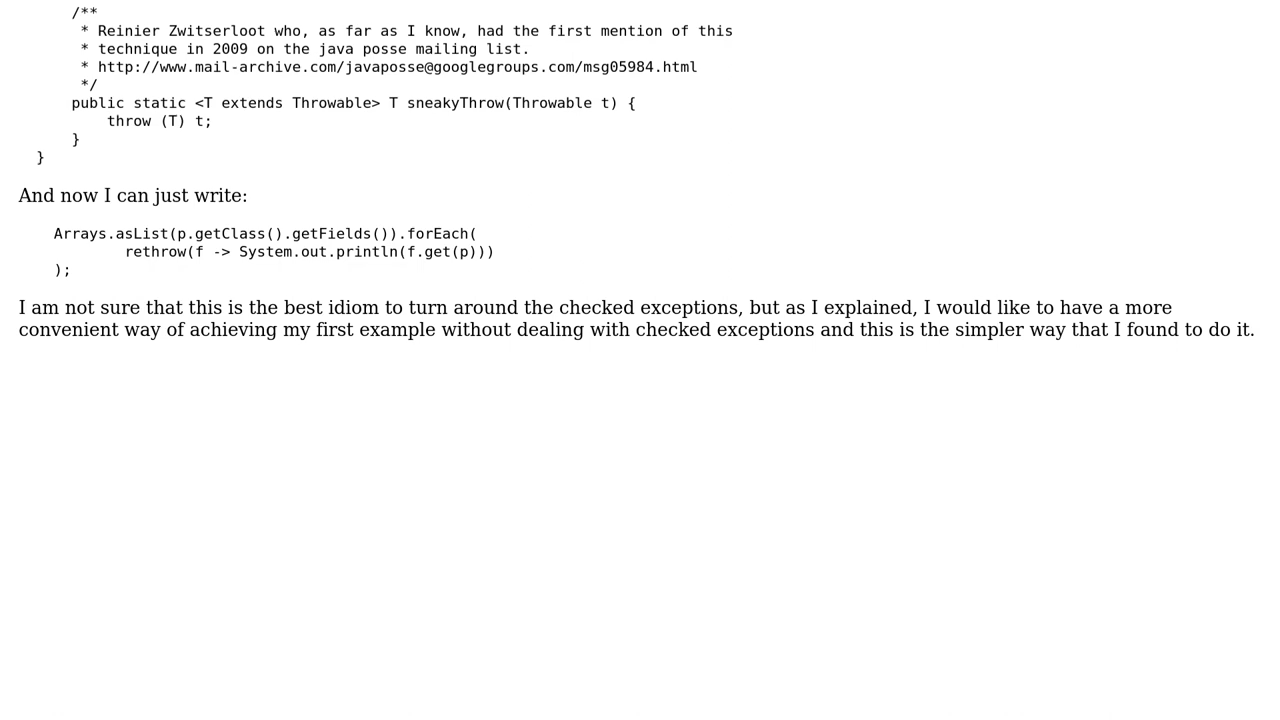 /**
 * Reinier Zwitserloot who, as far as I know, had the first mention of this
 * technique in 2009 on the java posse mailing list.
 * http://www.mail-archive.com/javaposse@googlegroups.com/msg05984.html
 */
public static <T extends Throwable> T sneakyThrow(Throwable t) {
throw (T) t;
}
}
And now I can just write:
Arrays.asList(p.getClass().getFields()).forEach(
rethrow(f -> System.out.println(f.get(p)))
);
I am not sure that this is the best idiom to turn around the checked exceptions, but as I explained, I would like to have a more
convenient way of achieving my first example without dealing with checked exceptions and this is the simpler way that I found to do it.